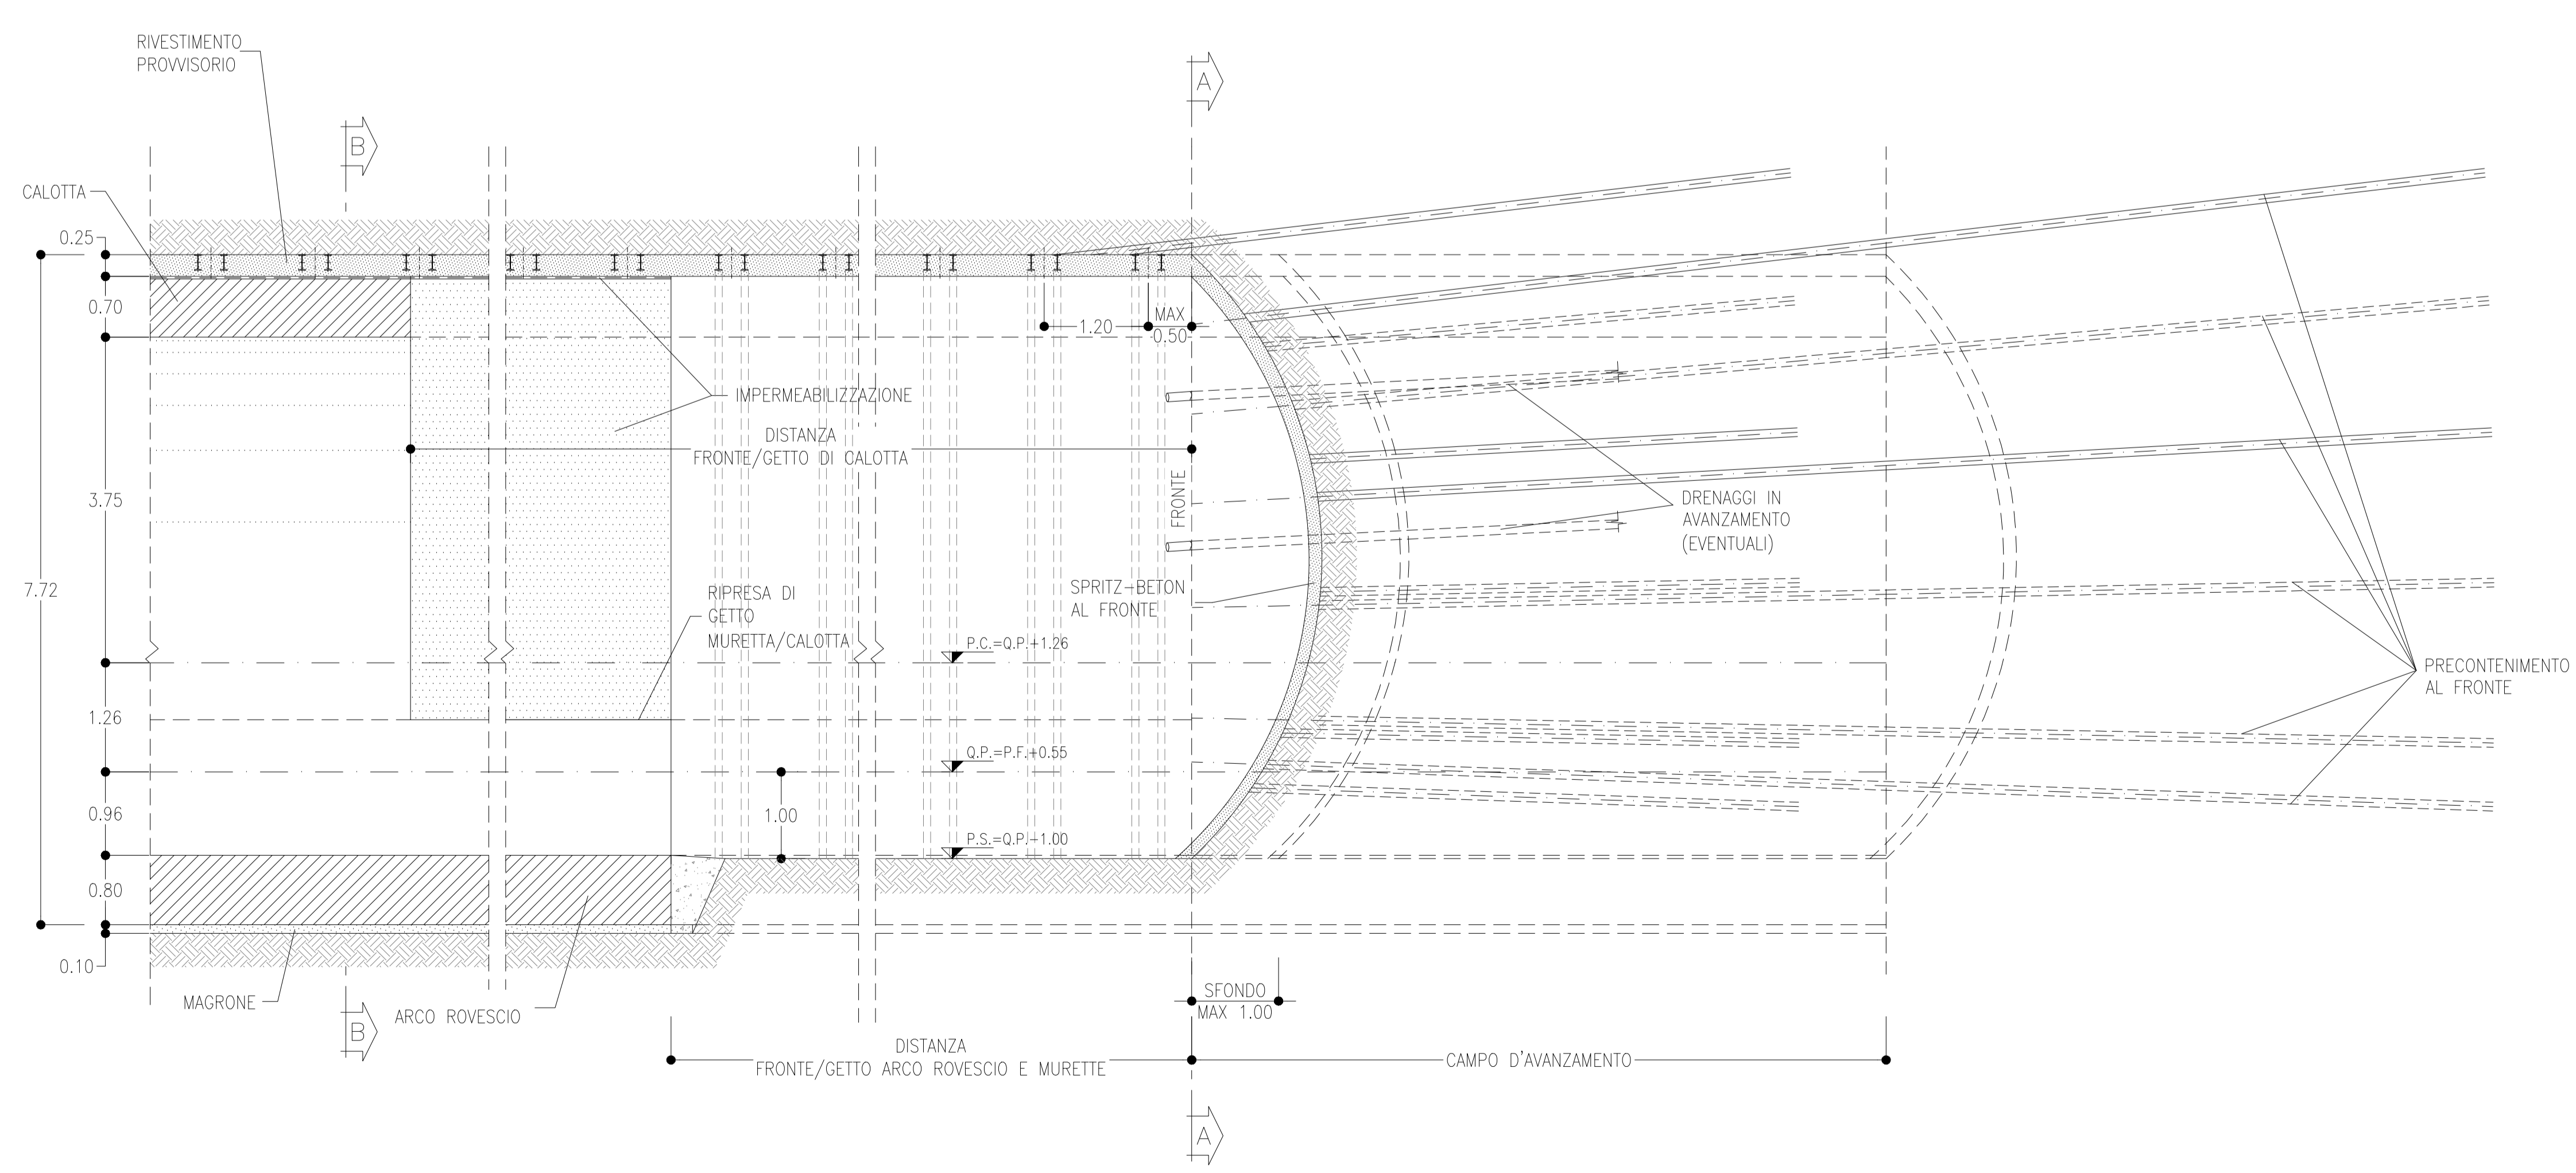 RIVESTIMENTO
PROVVISORIO
A
B
CALOTTA
0.25
0.70
1.20
MAX
0.50
IMPERMEABILIZZAZIONE
DISTANZA
FRONTE/GETTO DI CALOTTA
3.75
FRONTE
DRENAGGI IN
AVANZAMENTO
(EVENTUALI)
7.72
RIPRESA DI
GETTO
MURETTA/CALOTTA
SPRITZ-BETON
AL FRONTE
P.C.=Q.P.+1.26
PRECONTENIMENTO
AL FRONTE
1.26
Q.P.=P.F.+0.55
0.96
1.00
P.S.=Q.P.-1.00
0.80
0.10
MAGRONE
ARCO ROVESCIO
B
SFONDO
MAX 1.00
DISTANZA
FRONTE/GETTO ARCO ROVESCIO E MURETTE
CAMPO D'AVANZAMENTO
A